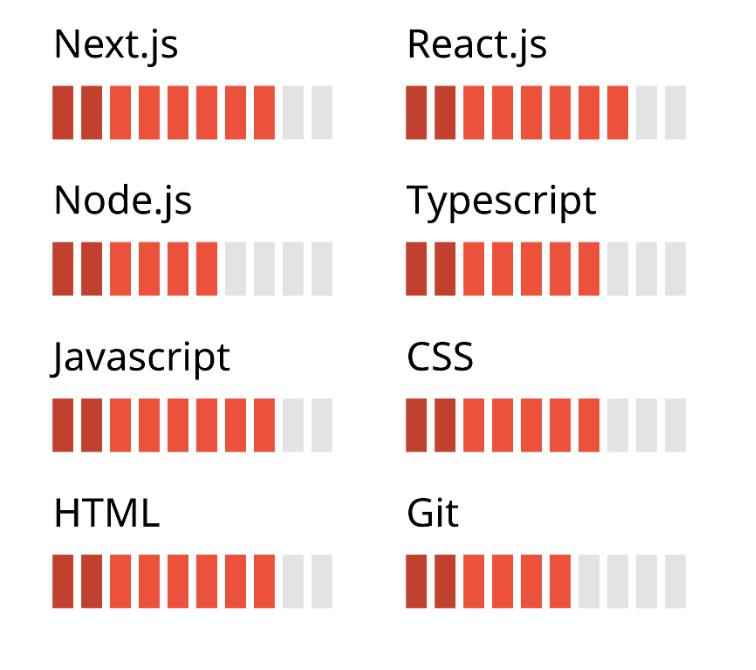 Next.js
React.js
Node.js
Typescript
Javascript
CSS
HTML
Git